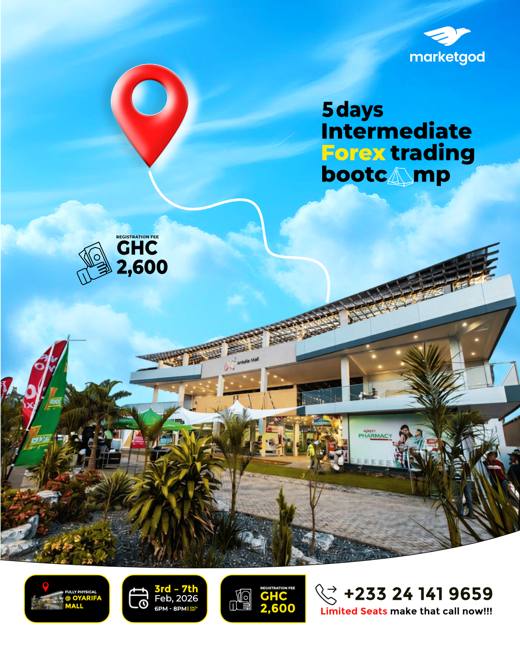 marketgod
5 days
Intermediate
Forex trading
bootcamp
REGISTRATION FEE
GHC
2,600
PHARMACY
FULLY PHYSICAL
@ OYARIFA
MALL
3rd - 7th
Feb, 2026
6PM - 8PM
REGISTRATION FEE
GHC
2,600
+233 24 141 9659
Limited Seats make that call now!!!